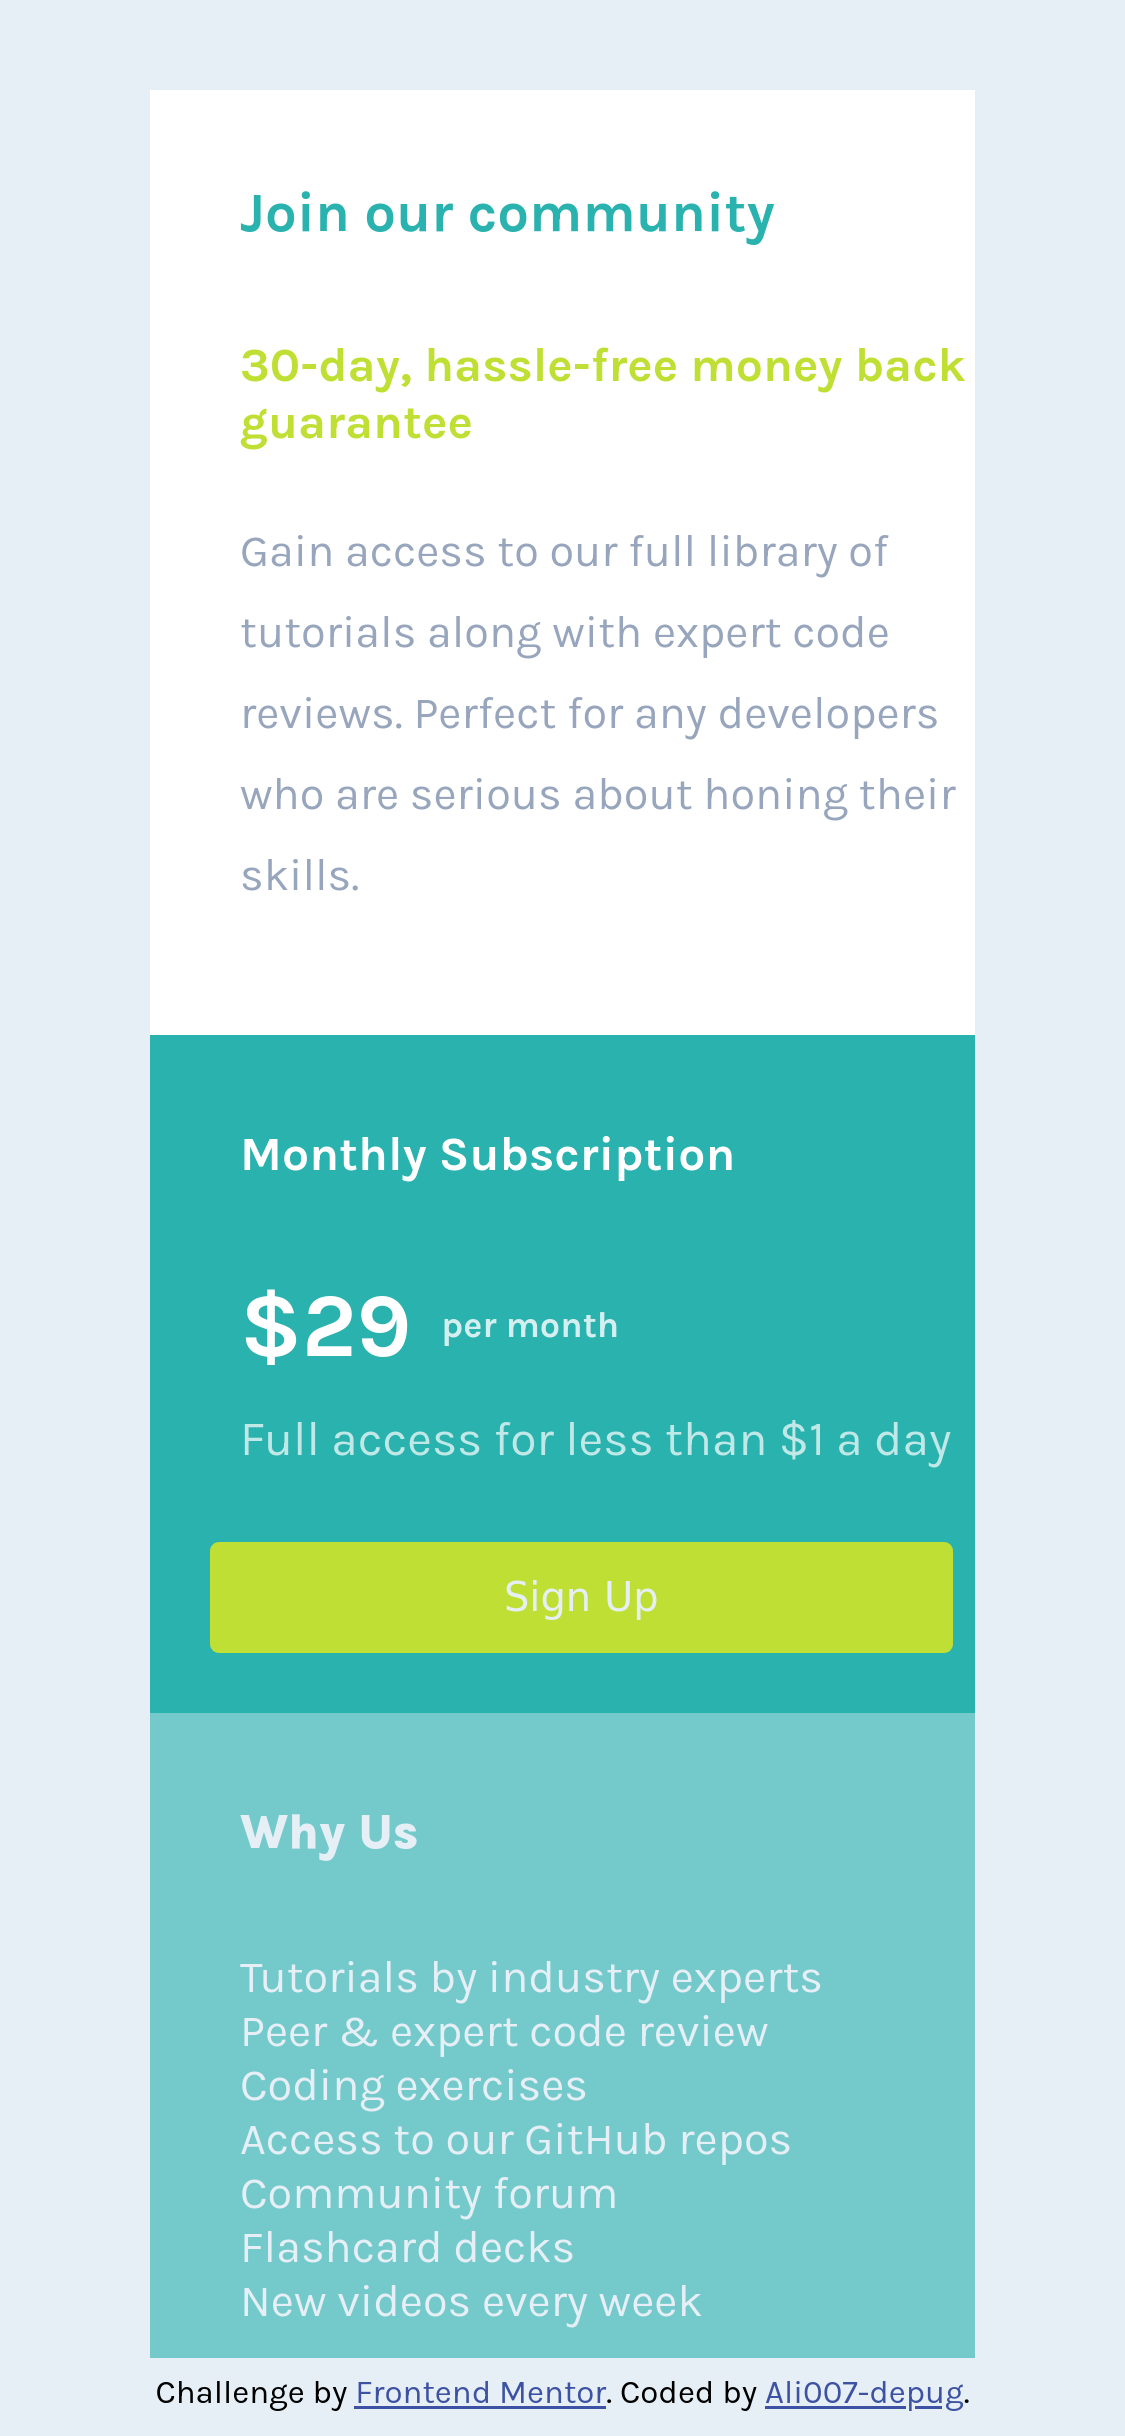 Join our community
30-day, hassle-free money back
guarantee
Gain access to our full library of
tutorials along with expert code
reviews. Perfect for any developers
who are serious about honing their
skills.
Monthly Subscription
$29 per month
Full access for less than $1 a day
Sign Up
Why Us
Tutorials by industry experts
Peer & expert code review
Coding exercises
Access to our GitHub repos
Community forum
Flashcard decks
New videos every week
Challenge by Frontend Mentor. Coded by Ali007-depug.